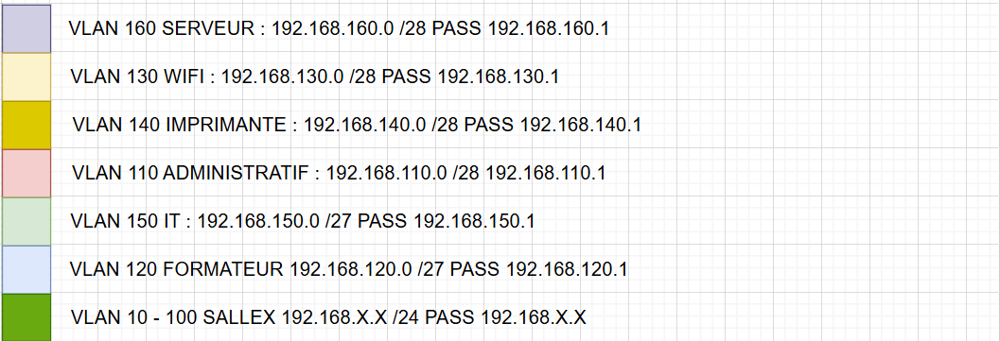 VLAN 160 SERVEUR : 192.168.160.0 /28 PASS 192.168.160.1
VLAN 130 WIFI : 192.168.130.0 /28 PASS 192.168.130.1
VLAN 140 IMPRIMANTE : 192.168.140.0 /28 PASS 192.168.140.1
VLAN 110 ADMINISTRATIF : 192.168.110.0 /28 192.168.110.1
VLAN 150 IT : 192.168.150.0 /27 PASS 192.168.150.1
VLAN 120 FORMATEUR 192.168.120.0 /27 PASS 192.168.120.1
VLAN 10 - 100 SALLEX 192.168.X.X /24 PASS 192.168.X.X